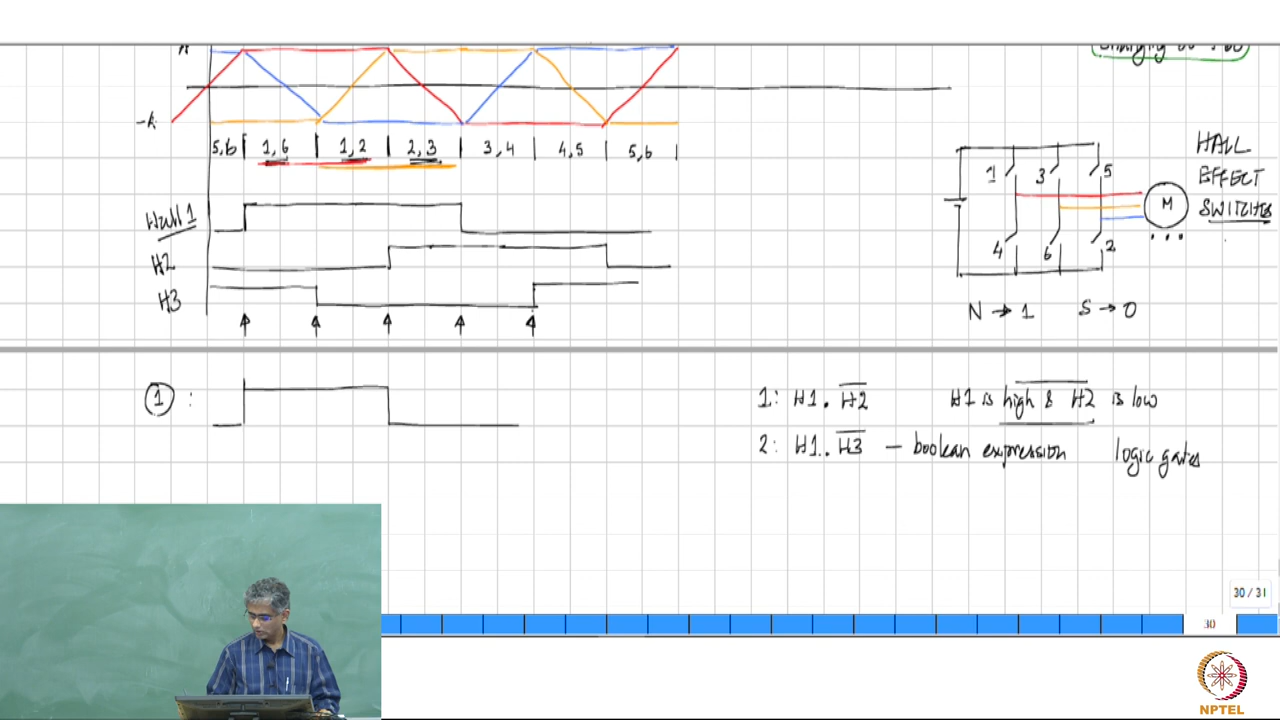 -k
5,6 | 1,6 | 1,2 | 2,3 | 3,4 | 4,5 | 5,6 |
Hall 1
H2
H3
1 3 5
4 6 2
M
HALL
EFFECT
SWITCHES
N → 1 S → 0
1 :
1: H1. H̅2̅ H1 is high & H2 is low
2: H1.. H̅3̅ - boolean expression logic gates
30 / 31
30
NPTEL